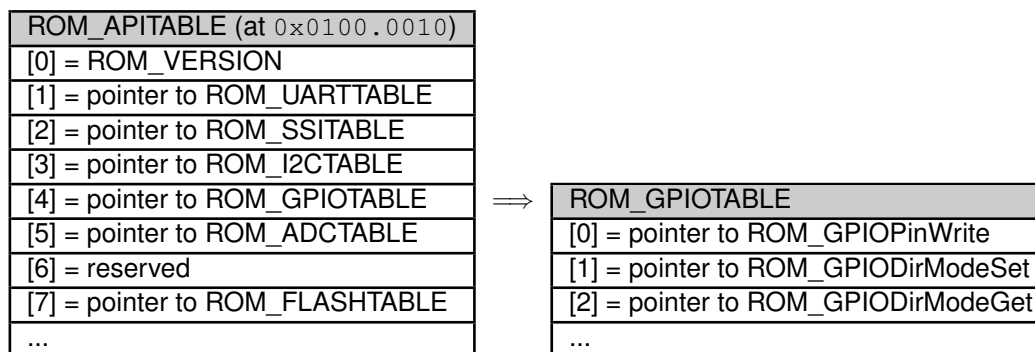 ROM_APITABLE (at 0x0100.0010)
[0] = ROM_VERSION
[1] = pointer to ROM_UARTTABLE
[2] = pointer to ROM_SSITABLE
[3] = pointer to ROM_I2CTABLE
[4] = pointer to ROM_GPIOTABLE
[5] = pointer to ROM_ADCTABLE
[6] = reserved
[7] = pointer to ROM_FLASHTABLE
...
⟹
ROM_GPIOTABLE
[0] = pointer to ROM_GPIOPinWrite
[1] = pointer to ROM_GPIODirModeSet
[2] = pointer to ROM_GPIODirModeGet
...